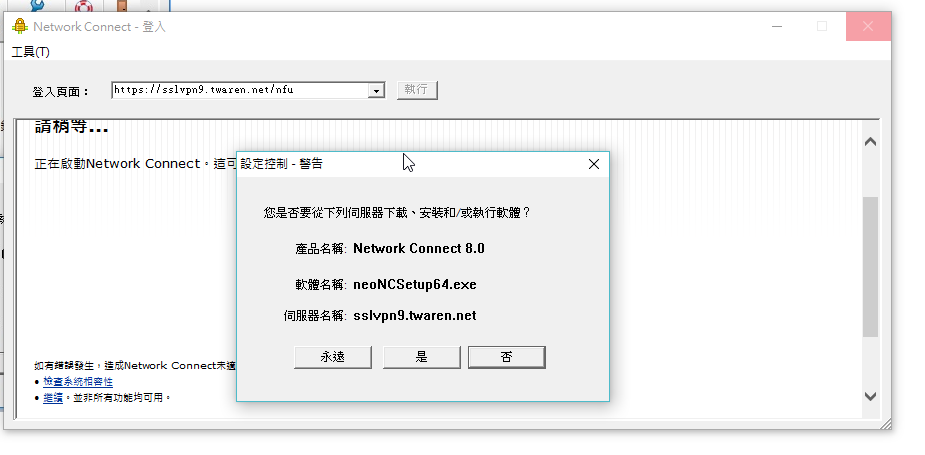 Network Connect - 登入
工具(T)
登入頁面：
https://sslvpn9.twaren.net/nfu
執行
請稍等...
正在啟動Network Connect。這可
設定控制 - 警告
您是否要從下列伺服器下載、安裝和/或執行軟體？
產品名稱: Network Connect 8.0
軟體名稱: neoNCSetup64.exe
伺服器名稱: sslvpn9.twaren.net
永遠
是
否
如有錯誤發生，造成Network Connect未適
• 檢查系統相容性
• 繼續。並非所有功能均可用。